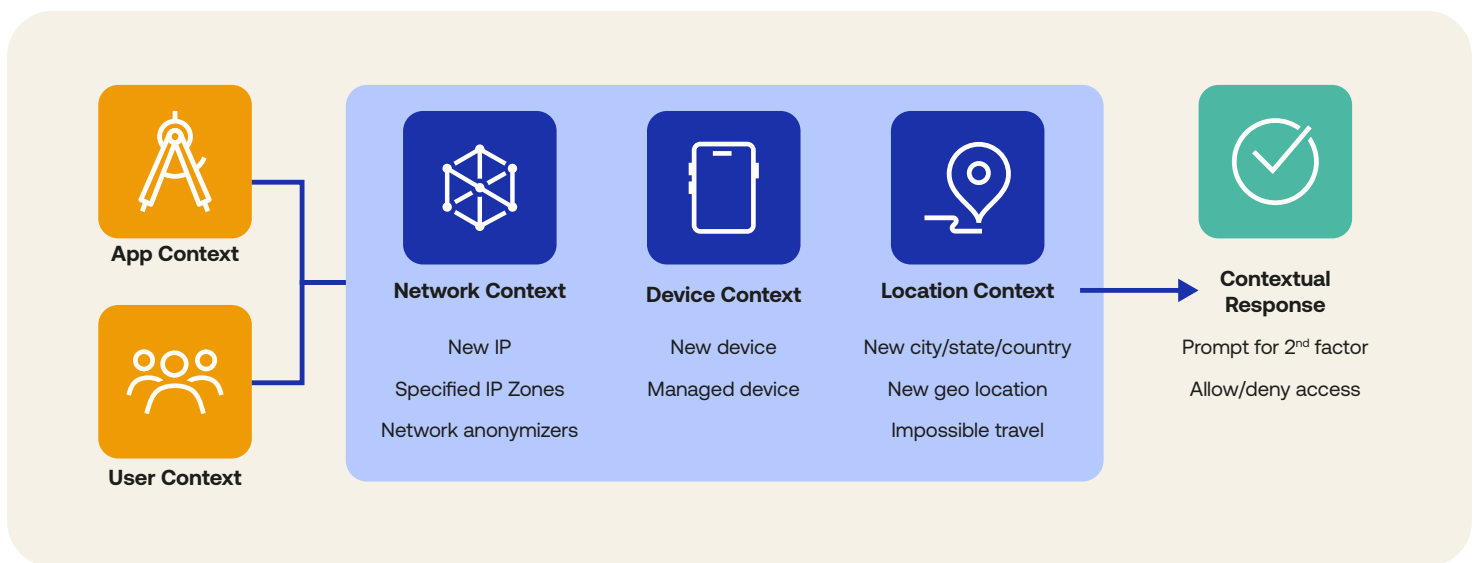 App Context
User Context
Network Context
New IP
Specified IP Zones
Network anonymizers
Device Context
New device
Managed device
Location Context
New city/state/country
New geo location
Impossible travel
Contextual
Response
Prompt for 2nd factor
Allow/deny access